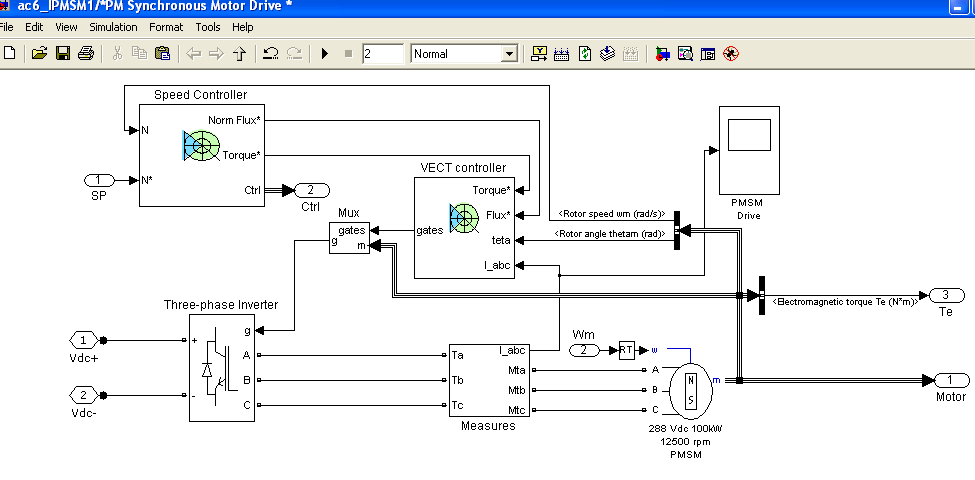 ac6_IPMSM1/*PM Synchronous Motor Drive *
File Edit View Simulation Format Tools Help
2 Normal
Speed Controller
N
Norm Flux*
Torque*
N*
Ctrl
1
SP
2
Ctrl
VECT controller
Torque*
Flux*
gates
teta
I_abc
Mux
gates
g
m
<Rotor speed wm (rad/s)>
<Rotor angle thetam (rad)>
PMSM
Drive
<Electromagnetic torque Te (N*m)>
3
Te
Three-phase Inverter
g
+
A
B
-
C
1
Vdc+
2
Vdc-
I_abc
Ta
Mta
Tb
Mtb
Tc
Mtc
Measures
Wm
2
RT
w
A
B
C
N
S
m
288 Vdc 100kW
12500 rpm
PMSM
1
Motor